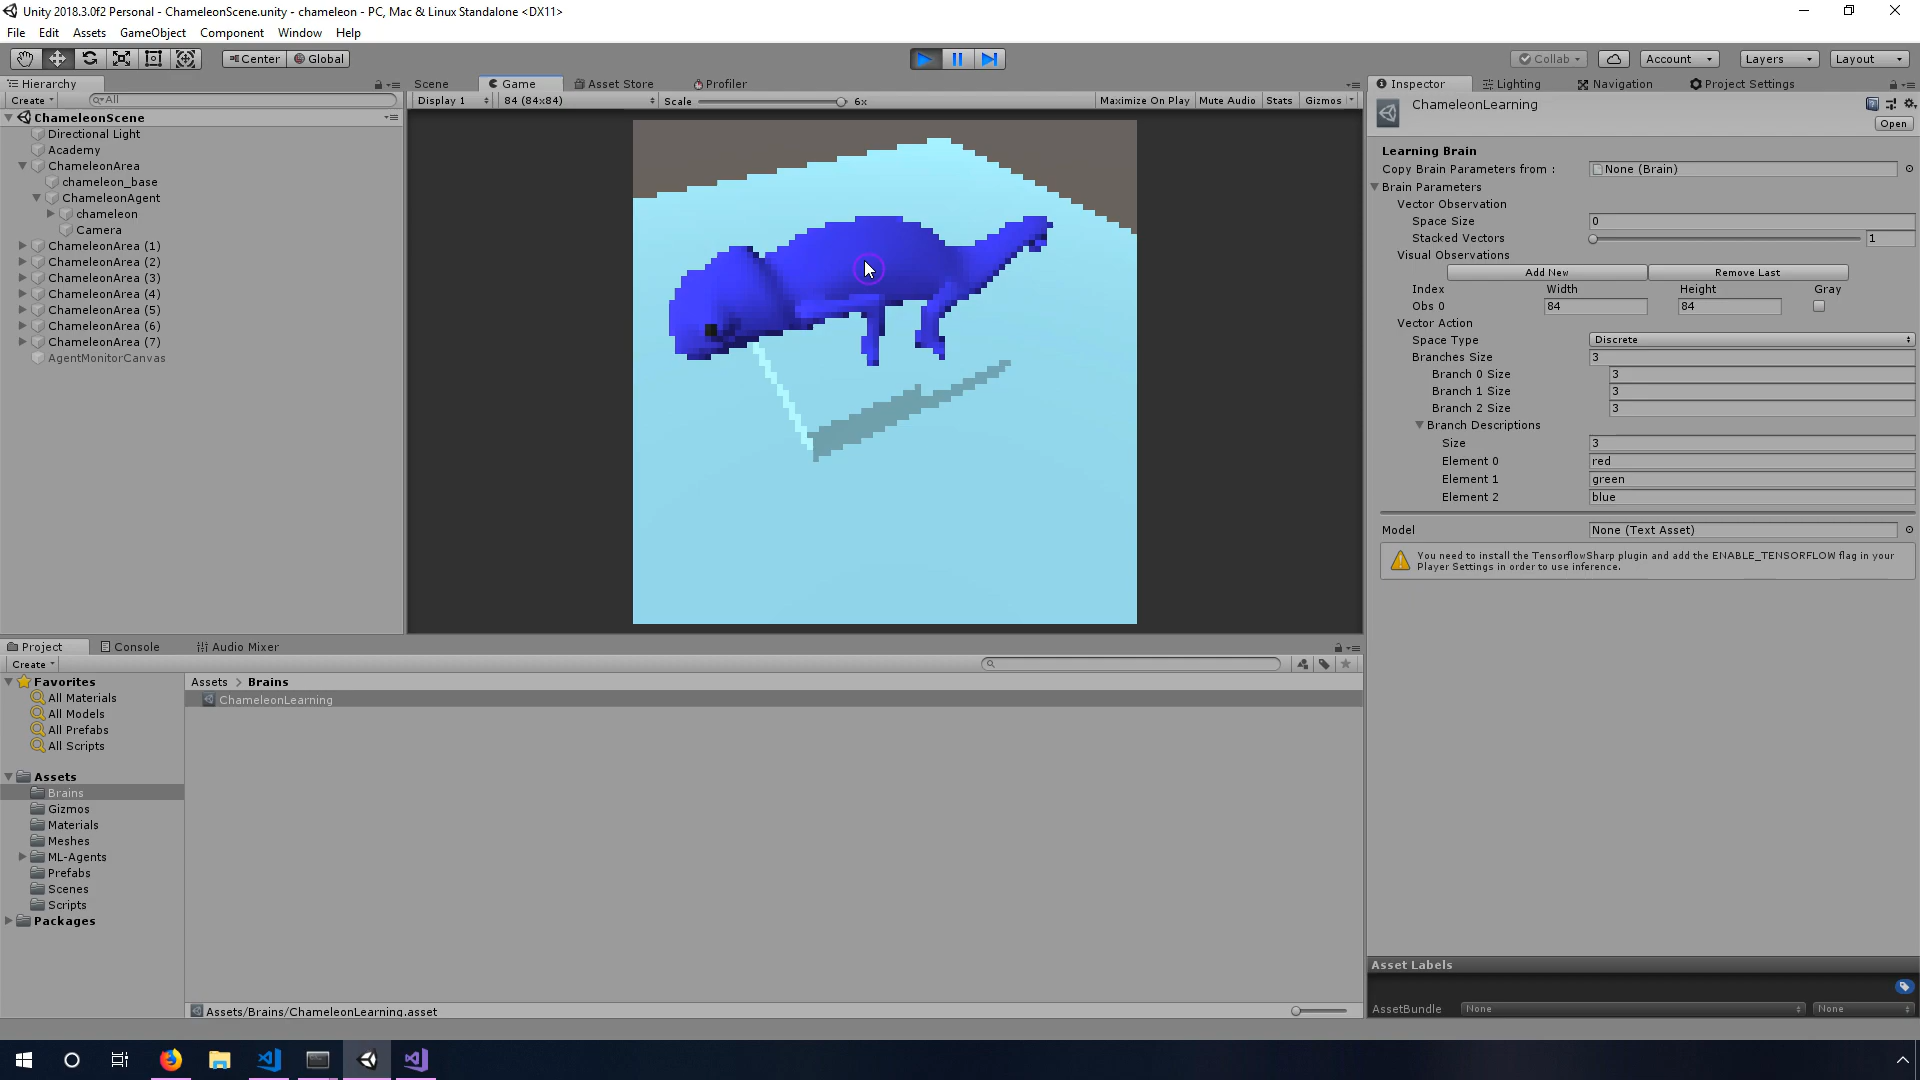 Unity 2018.3.0f2 Personal - ChameleonScene.unity - chameleon - PC, Mac & Linux Standalone <DX11>
File Edit Assets GameObject Component Window Help
Center Global Collab Account Layers Layout
Hierarchy
Create All
ChameleonScene
Directional Light
Academy
ChameleonArea
chameleon_base
ChameleonAgent
chameleon
Camera
ChameleonArea (1)
ChameleonArea (2)
ChameleonArea (3)
ChameleonArea (4)
ChameleonArea (5)
ChameleonArea (6)
ChameleonArea (7)
AgentMonitorCanvas
Scene Game Asset Store Profiler
Display 1 84 (84x84) Scale 6x Maximize On Play Mute Audio Stats Gizmos
Inspector Lighting Navigation Project Settings
ChameleonLearning
Open
Learning Brain
Copy Brain Parameters from : None (Brain)
Brain Parameters
Vector Observation
Space Size 0
Stacked Vectors 1
Visual Observations
Add New Remove Last
Index Width Height Gray
Obs 0 84 84
Vector Action
Space Type Discrete
Branches Size 3
Branch 0 Size 3
Branch 1 Size 3
Branch 2 Size 3
Branch Descriptions
Size 3
Element 0 red
Element 1 green
Element 2 blue
Model None (Text Asset)
You need to install the TensorflowSharp plugin and add the ENABLE_TENSORFLOW flag in your
Player Settings in order to use inference.
Asset Labels
AssetBundle None None
Project Console Audio Mixer
Create
Favorites
All Materials
All Models
All Prefabs
All Scripts
Assets
Brains
Gizmos
Materials
Meshes
ML-Agents
Prefabs
Scenes
Scripts
Packages
Assets > Brains
ChameleonLearning
Assets/Brains/ChameleonLearning.asset